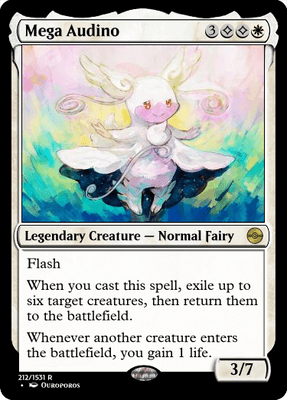 Mega Audino 3
Legendary Creature — Normal Fairy
Flash
When you cast this spell, exile up to
six target creatures, then return them
to the battlefield.
Whenever another creature enters
the battlefield, you gain 1 life.
3/7
212/1531 R
• Ouroporos